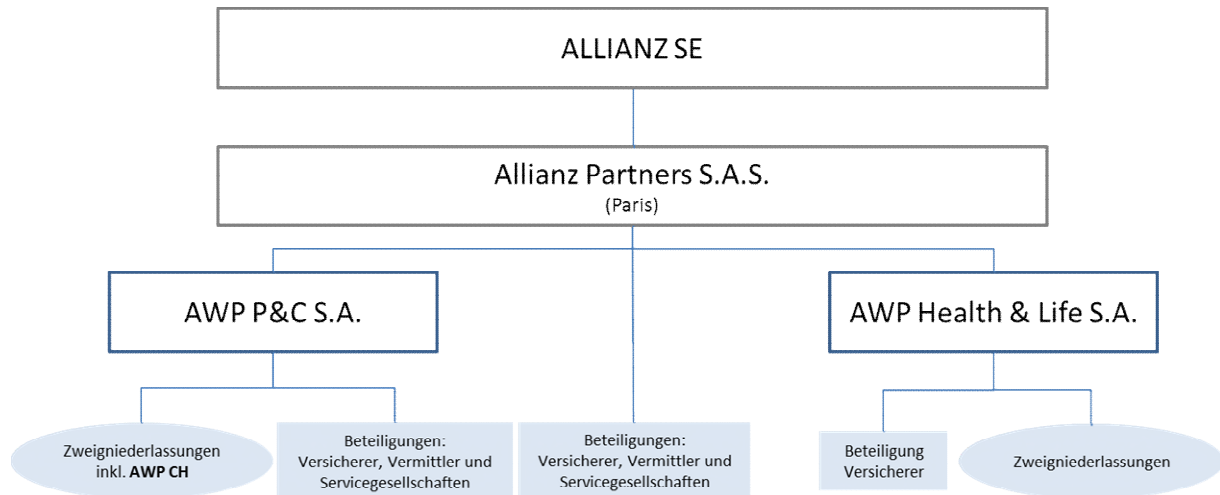 ALLIANZ SE
Allianz Partners S.A.S.
(Paris)
AWP P&C S.A.
AWP Health & Life S.A.
Zweigniederlassungen
inkl. AWP CH
Beteiligungen:
Versicherer, Vermittler und
Servicegesellschaften
Beteiligungen:
Versicherer, Vermittler und
Servicegesellschaften
Beteiligung
Versicherer
Zweigniederlassungen